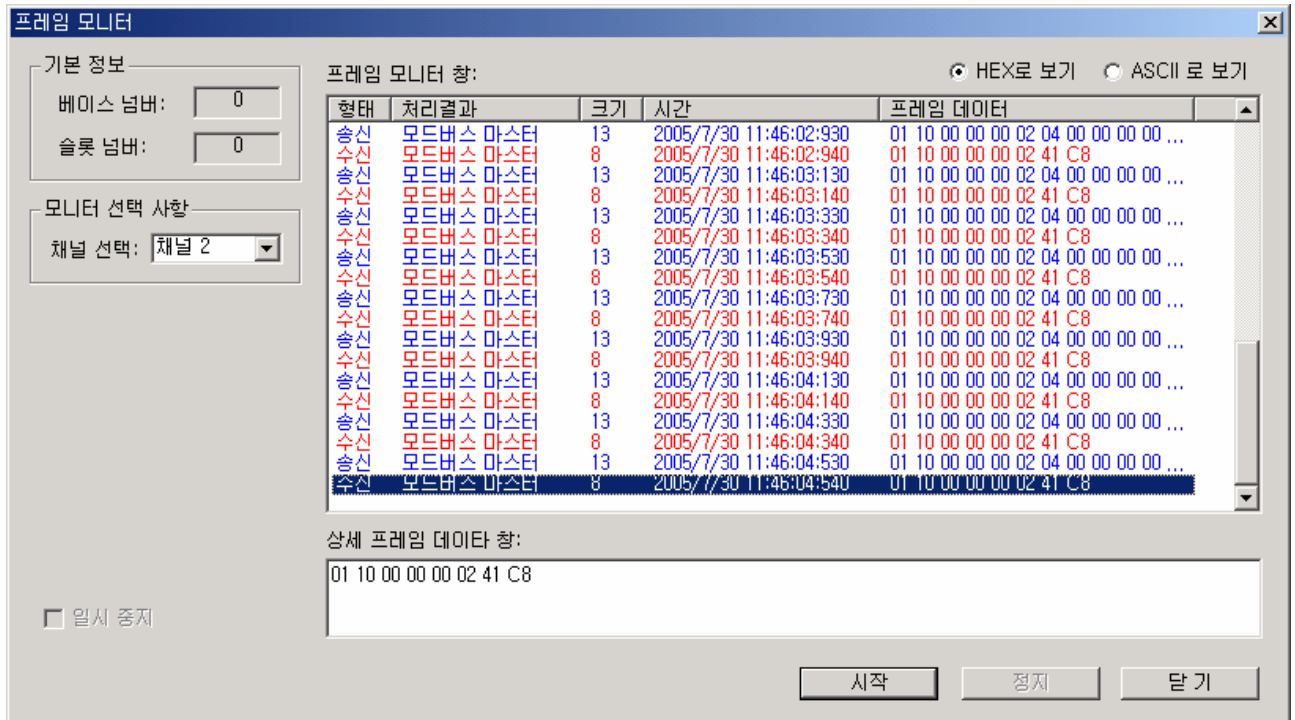 프레임 모니터
기본 정보
베이스 넘버: 0
슬롯 넘버: 0
모니터 선택 사항
채널 선택: 채널 2
일시 중지
프레임 모니터 창:
HEX로 보기 ASCII 로 보기
형태 처리결과 크기 시간 프레임 데이터
송신 모드버스 마스터 13 2005/7/30 11:46:02:930 01 10 00 00 00 02 04 00 00 00 00 ...
수신 모드버스 마스터 8 2005/7/30 11:46:02:940 01 10 00 00 00 02 41 C8
송신 모드버스 마스터 13 2005/7/30 11:46:03:130 01 10 00 00 00 02 04 00 00 00 00 ...
수신 모드버스 마스터 8 2005/7/30 11:46:03:140 01 10 00 00 00 02 41 C8
송신 모드버스 마스터 13 2005/7/30 11:46:03:330 01 10 00 00 00 02 04 00 00 00 00 ...
수신 모드버스 마스터 8 2005/7/30 11:46:03:340 01 10 00 00 00 02 41 C8
송신 모드버스 마스터 13 2005/7/30 11:46:03:530 01 10 00 00 00 02 04 00 00 00 00 ...
수신 모드버스 마스터 8 2005/7/30 11:46:03:540 01 10 00 00 00 02 41 C8
송신 모드버스 마스터 13 2005/7/30 11:46:03:730 01 10 00 00 00 02 04 00 00 00 00 ...
수신 모드버스 마스터 8 2005/7/30 11:46:03:740 01 10 00 00 00 02 41 C8
송신 모드버스 마스터 13 2005/7/30 11:46:03:930 01 10 00 00 00 02 04 00 00 00 00 ...
수신 모드버스 마스터 8 2005/7/30 11:46:03:940 01 10 00 00 00 02 41 C8
송신 모드버스 마스터 13 2005/7/30 11:46:04:130 01 10 00 00 00 02 04 00 00 00 00 ...
수신 모드버스 마스터 8 2005/7/30 11:46:04:140 01 10 00 00 00 02 41 C8
송신 모드버스 마스터 13 2005/7/30 11:46:04:330 01 10 00 00 00 02 04 00 00 00 00 ...
수신 모드버스 마스터 8 2005/7/30 11:46:04:340 01 10 00 00 00 02 41 C8
송신 모드버스 마스터 13 2005/7/30 11:46:04:530 01 10 00 00 00 02 04 00 00 00 00 ...
수신 모드버스 마스터 8 2005/7/30 11:46:04:540 01 10 00 00 00 02 41 C8
상세 프레임 데이타 창:
01 10 00 00 00 02 41 C8
시작 정지 닫 기